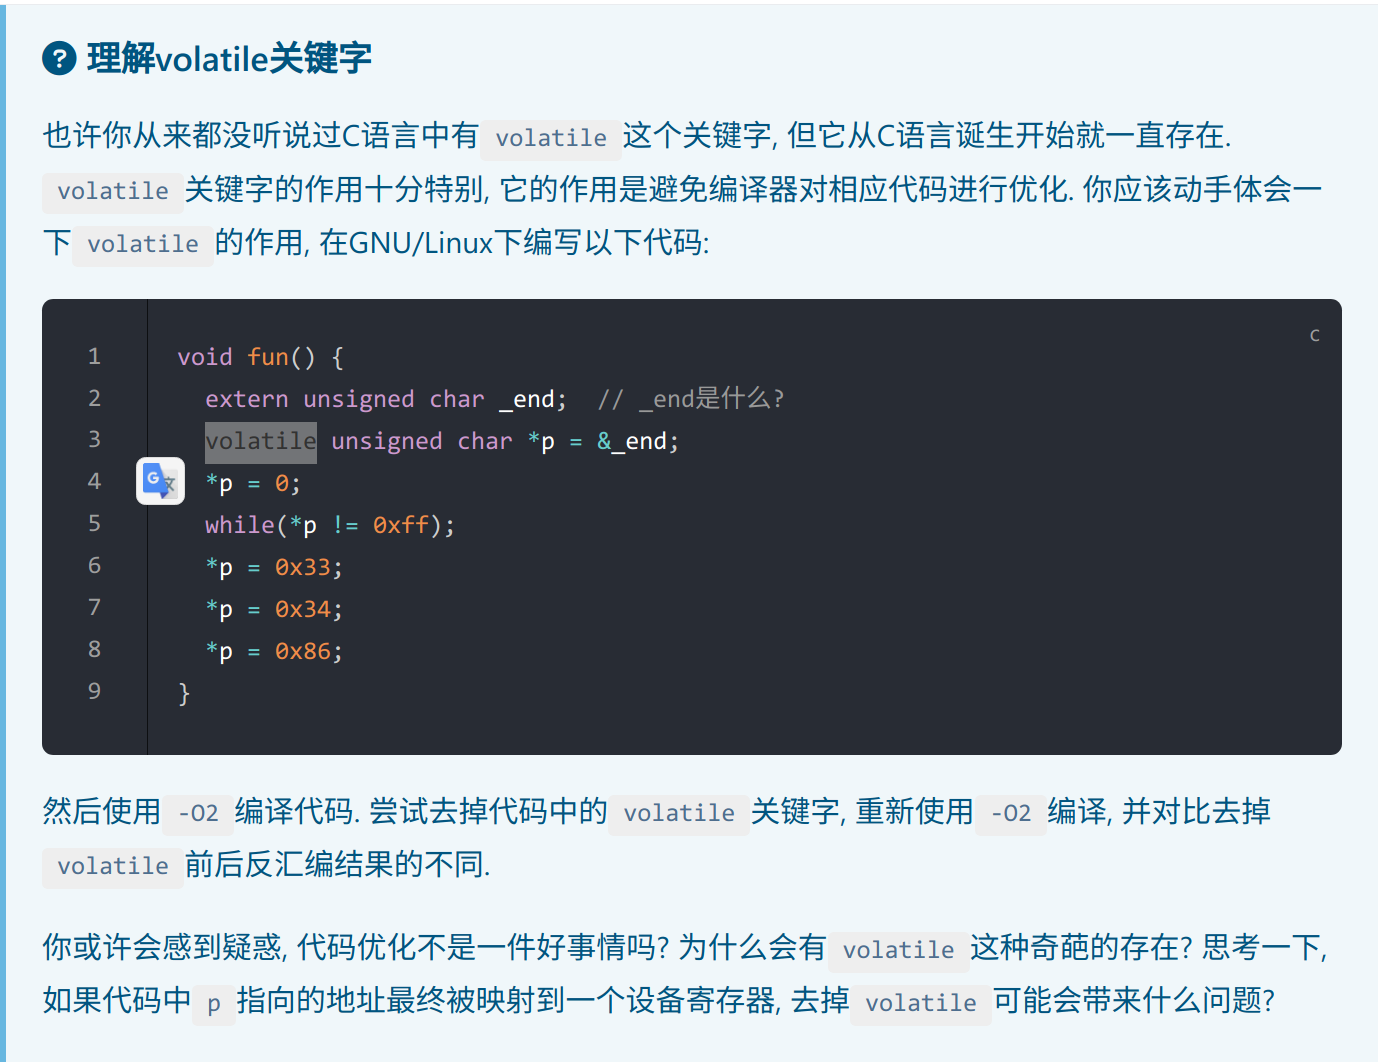 理解volatile关键字
也许你从来都没听说过C语言中有 volatile 这个关键字, 但它从C语言诞生开始就一直存在.
volatile 关键字的作用十分特别, 它的作用是避免编译器对相应代码进行优化. 你应该动手体会一
下 volatile 的作用, 在GNU/Linux下编写以下代码:
c
1 void fun() {
2   extern unsigned char _end;  // _end是什么?
3   volatile unsigned char *p = &_end;
4   *p = 0;
5   while(*p != 0xff);
6   *p = 0x33;
7   *p = 0x34;
8   *p = 0x86;
9 }
然后使用 -O2 编译代码. 尝试去掉代码中的 volatile 关键字, 重新使用 -O2 编译, 并对比去掉
volatile 前后反汇编结果的不同.
你或许会感到疑惑, 代码优化不是一件好事情吗? 为什么会有 volatile 这种奇葩的存在? 思考一下,
如果代码中 p 指向的地址最终被映射到一个设备寄存器, 去掉 volatile 可能会带来什么问题?